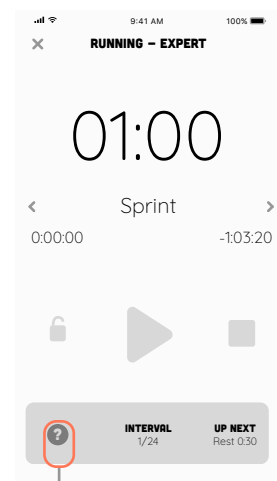 9:41 AM 100%
RUNNING – EXPERT
01:00
Sprint
0:00:00 -1:03:20
? INTERVAL UP NEXT
1/24 Rest 0:30